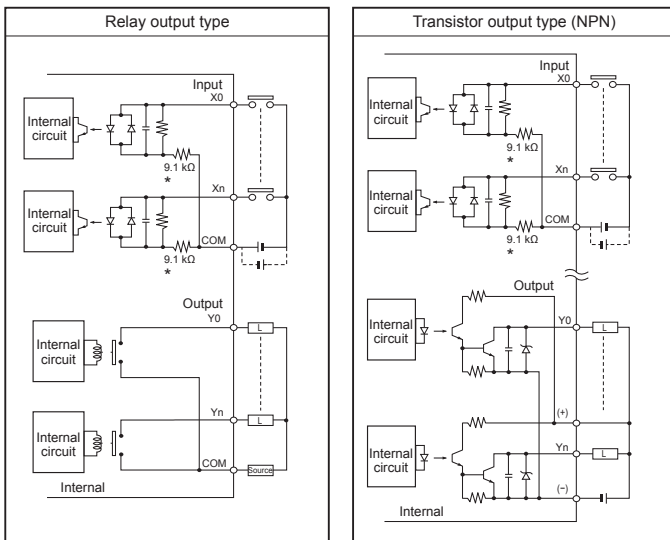 Relay output type
Input
X0
Internal
circuit
9.1 kΩ
*
Xn
Internal
circuit
COM
9.1 kΩ
*
Output
Y0
L
Internal
circuit
Yn
L
Internal
circuit
COM
Source
Internal
Transistor output type (NPN)
Input
X0
Internal
circuit
9.1 kΩ
*
Xn
Internal
circuit
COM
9.1 kΩ
*
Output
Y0
L
Internal
circuit
(+)
Yn
L
Internal
circuit
(−)
Internal